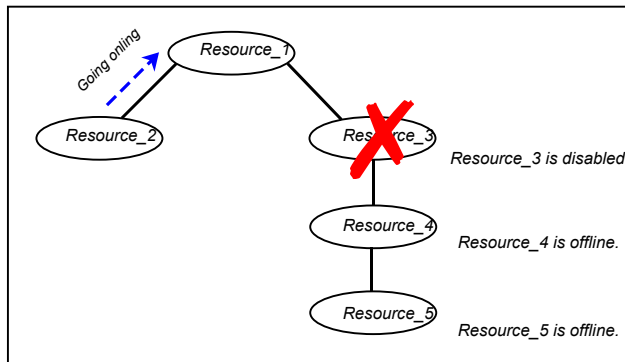 Going onling
Resource_1
Resource_2
Resource_3
Resource_3 is disabled
Resource_4
Resource_4 is offline.
Resource_5
Resource_5 is offline.